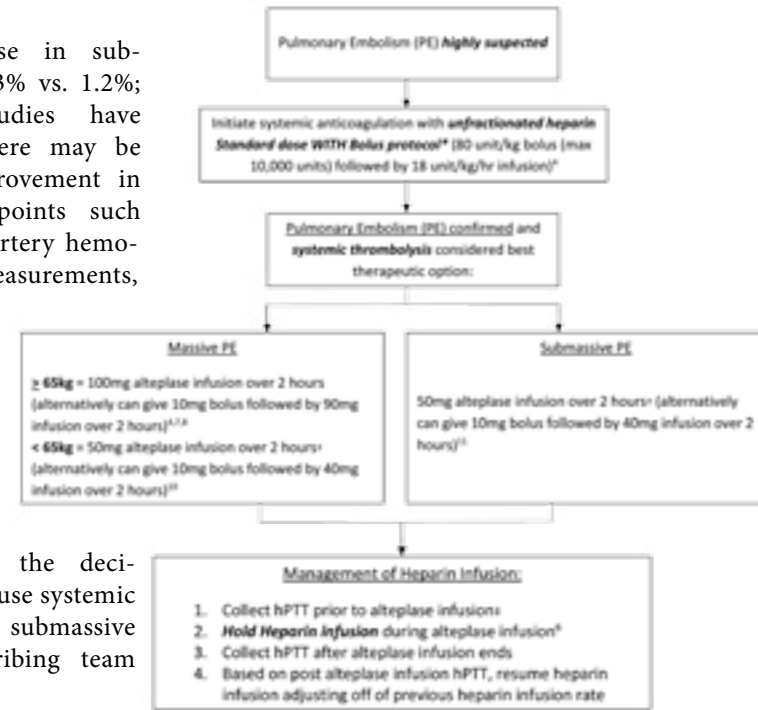 se in sub-
3% vs. 1.2%;
udies have
ere may be
rovement in
points such
rtery hemo-
easurements,
Pulmonary Embolism (PE) highly suspected
Initiate systemic anticoagulation with unfractionated heparin
Standard dose WITH Bolus protocol* (80 unit/kg bolus (max
10,000 units) followed by 18 unit/kg/hr infusion)
Pulmonary Embolism (PE) confirmed and
systemic thrombolysis considered best
therapeutic option:
Massive PE
≥ 65kg = 100mg alteplase infusion over 2 hours
(alternatively can give 10mg bolus followed by 90mg
infusion over 2 hours)
< 65kg = 50mg alteplase infusion over 2 hours
(alternatively can give 10mg bolus followed by 40mg
infusion over 2 hours)
Submassive PE
50mg alteplase infusion over 2 hours (alternatively
can give 10mg bolus followed by 40mg infusion over 2
hours)
the deci-
use systemic
submassive
ribing team
Management of Heparin Infusion:
1. Collect hPTT prior to alteplase infusion
2. Hold Heparin Infusion during alteplase infusion
3. Collect hPTT after alteplase infusion ends
4. Based on post alteplase infusion hPTT, resume heparin
infusion adjusting off of previous heparin infusion rate